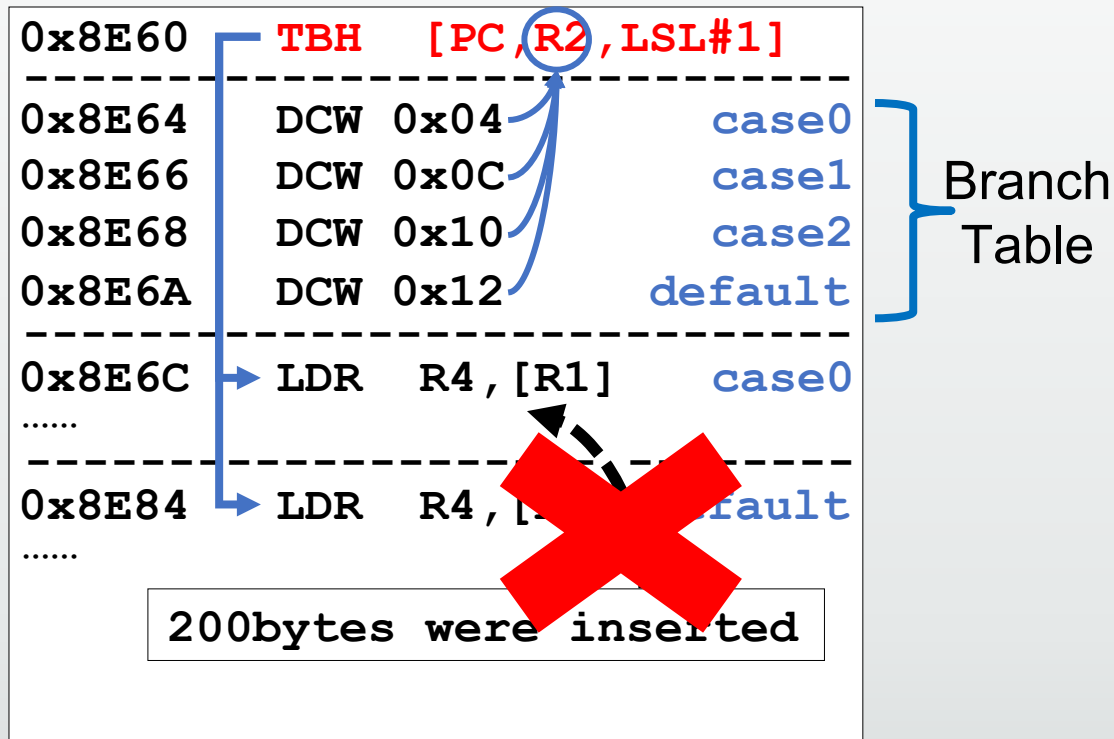 0x8E60 TBH [PC,R2,LSL#1]
0x8E64 DCW 0x04 case0
0x8E66 DCW 0x0C case1
0x8E68 DCW 0x10 case2
0x8E6A DCW 0x12 default
Branch
Table
0x8E6C LDR R4,[R1] case0
......
0x8E84 LDR R4,[
......
200bytes were inserted